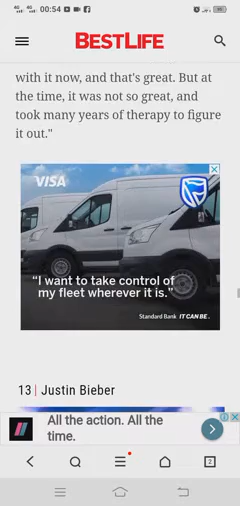 00:54
BESTLIFE
with it now, and that's great. But at
the time, it was not so great, and
took many years of therapy to figure
it out."
VISA
"I want to take control of
my fleet wherever it is."
Standard Bank IT CAN BE.
13 | Justin Bieber
All the action. All the
time.
2